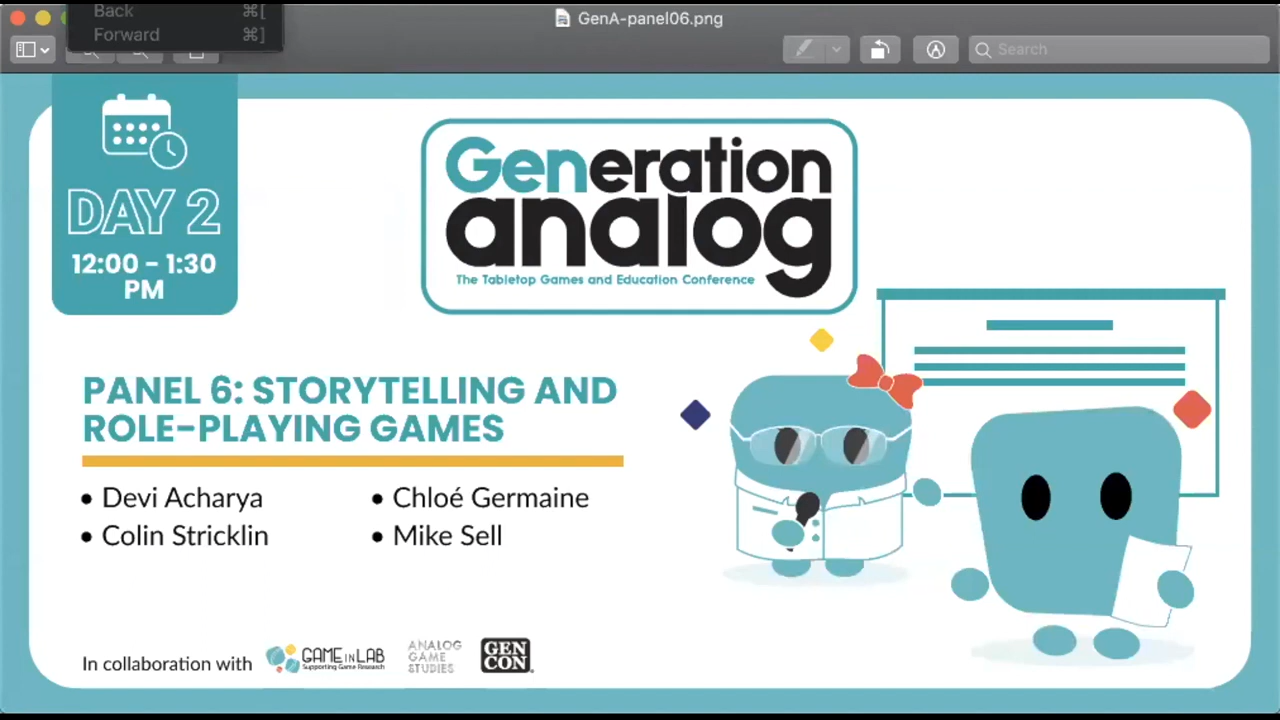 Back ⌘[
Forward ⌘]
GenA-panel06.png
Search
DAY 2
12:00 – 1:30
PM
Generation
analog
The Tabletop Games and Education Conference
PANEL 6: STORYTELLING AND
ROLE-PLAYING GAMES
• Devi Acharya
• Colin Stricklin
• Chloé Germaine
• Mike Sell
In collaboration with
GAME IN LAB
Supporting Game Research
ANALOG
GAME
STUDIES
GEN
CON